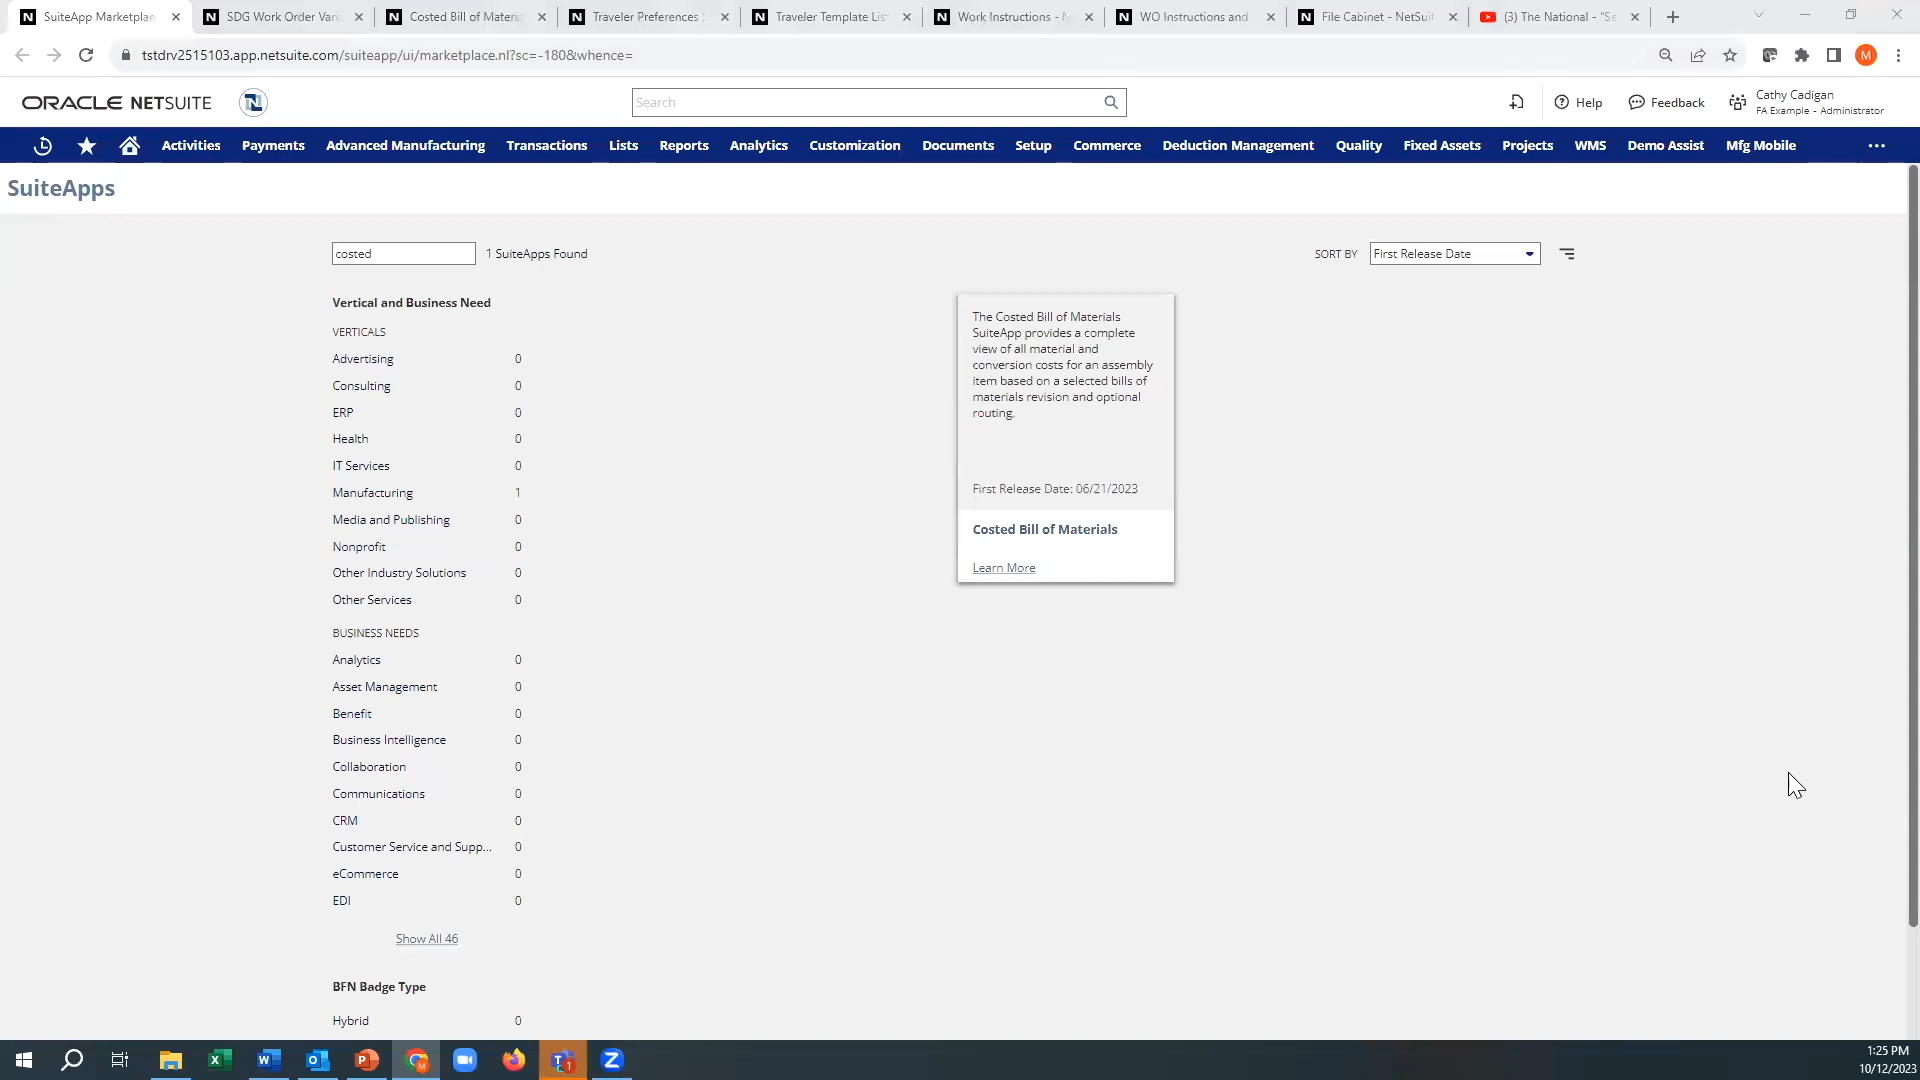 SuiteApp Marketplac
SDG Work Order Vari
Costed Bill of Materi
Traveler Preferences
Traveler Template Lis
Work Instructions - N
WO Instructions and
File Cabinet - NetSui
(3) The National - "Se
tstdrv2515103.app.netsuite.com/suiteapp/ui/marketplace.nl?sc=-180&whence=
M
ORACLE NETSUITE
N
Search
Help
Feedback
Cathy Cadigan
FA Example - Administrator
Activities Payments Advanced Manufacturing Transactions Lists Reports Analytics Customization Documents Setup Commerce Deduction Management Quality Fixed Assets Projects WMS Demo Assist Mfg Mobile
SuiteApps
costed
1 SuiteApps Found
SORT BY
First Release Date
Vertical and Business Need
VERTICALS
Advertising 0
Consulting 0
ERP 0
Health 0
IT Services 0
Manufacturing 1
Media and Publishing 0
Nonprofit 0
Other Industry Solutions 0
Other Services 0
BUSINESS NEEDS
Analytics 0
Asset Management 0
Benefit 0
Business Intelligence 0
Collaboration 0
Communications 0
CRM 0
Customer Service and Supp... 0
eCommerce 0
EDI 0
Show All 46
BFN Badge Type
Hybrid 0
The Costed Bill of Materials
SuiteApp provides a complete
view of all material and
conversion costs for an assembly
item based on a selected bills of
materials revision and optional
routing.
First Release Date: 06/21/2023
Costed Bill of Materials
Learn More
1:25 PM
10/12/2023